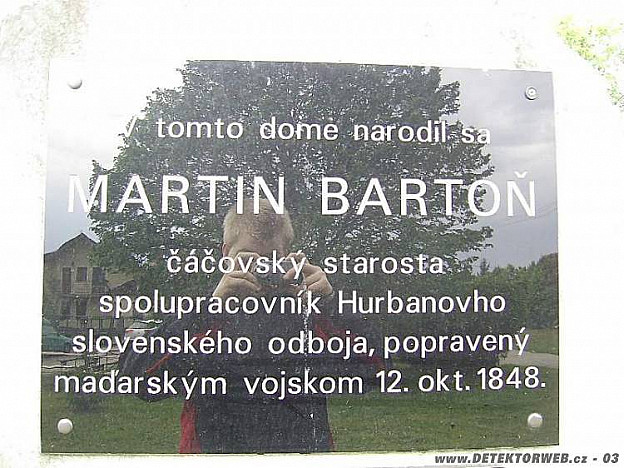 V tomto dome narodil sa
MARTIN BARTOŇ
čáčovský starosta
spolupracovník Hurbanovho
slovenského odboja, popravený
maďarským vojskom 12. okt. 1848.
www.DETEKTORWEB.cz - 03